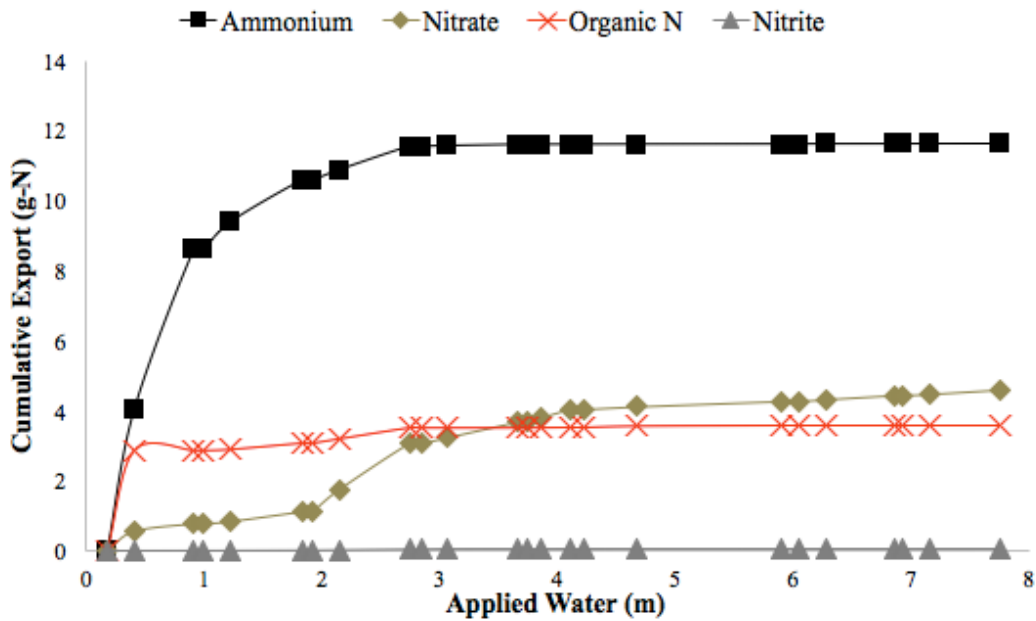 Ammonium Nitrate Organic N Nitrite
14
12
10
8
6
4
2
0
Cumulative Export (g-N)
0 1 2 3 4 5 6 7 8
Applied Water (m)